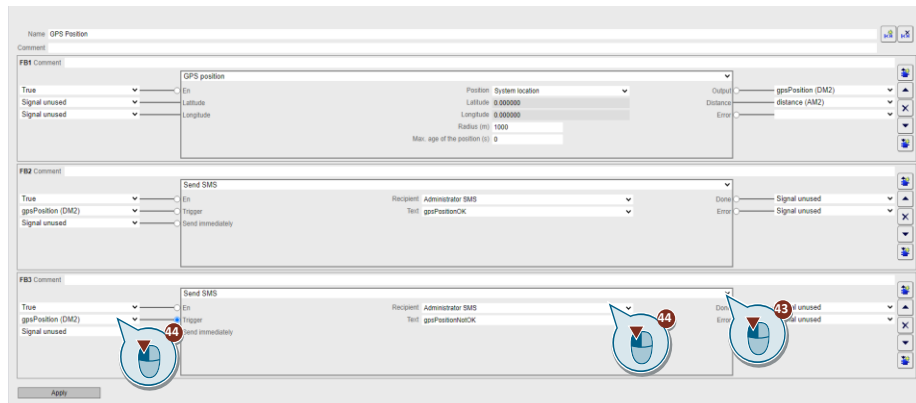 Name GPS Position
Comment
FB1 Comment
GPS position
True En Position System location Output gpsPosition (DM2)
Signal unused Latitude Latitude 0.000000 Distance distance (AM2)
Signal unused Longitude Longitude 0.000000 Error
Radius (m) 1000
Max. age of the position (s) 0
FB2 Comment
Send SMS
True En Recipient Administrator SMS Done Signal unused
gpsPosition (DM2) Trigger Text gpsPositionOK Error Signal unused
Signal unused Send immediately
FB3 Comment
Send SMS
True En Recipient Administrator SMS Done 43 unused
gpsPosition (DM2) Trigger Text gpsPositionNotOK 44 Error unused
Signal unused 44 Send immediately
Apply